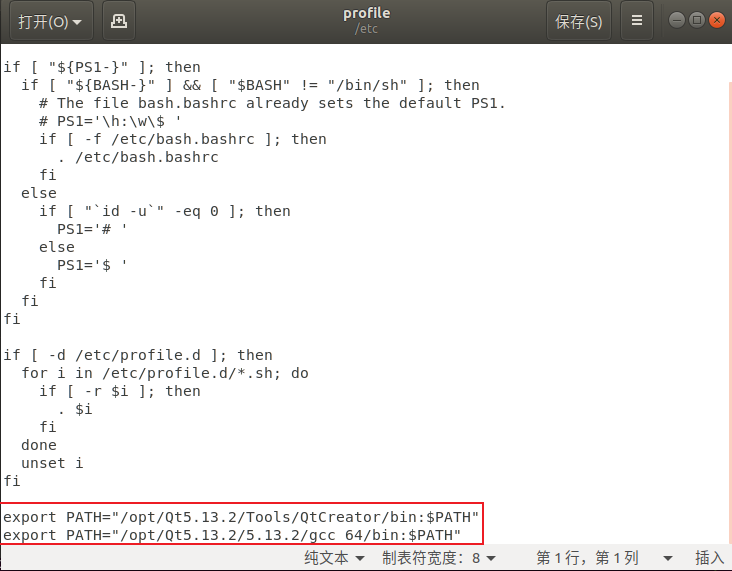 打开(O)
profile
/etc
保存(S)
if [ "${PS1-}" ]; then
  if [ "${BASH-}" ] && [ "$BASH" != "/bin/sh" ]; then
    # The file bash.bashrc already sets the default PS1.
    # PS1='\h:\w\$ '
    if [ -f /etc/bash.bashrc ]; then
      . /etc/bash.bashrc
    fi
  else
    if [ "`id -u`" -eq 0 ]; then
      PS1='# '
    else
      PS1='$ '
    fi
  fi
fi

if [ -d /etc/profile.d ]; then
  for i in /etc/profile.d/*.sh; do
    if [ -r $i ]; then
      . $i
    fi
  done
  unset i
fi

export PATH="/opt/Qt5.13.2/Tools/QtCreator/bin:$PATH"
export PATH="/opt/Qt5.13.2/5.13.2/gcc_64/bin:$PATH"
纯文本 制表符宽度：8 第 1 行，第 1 列 插入